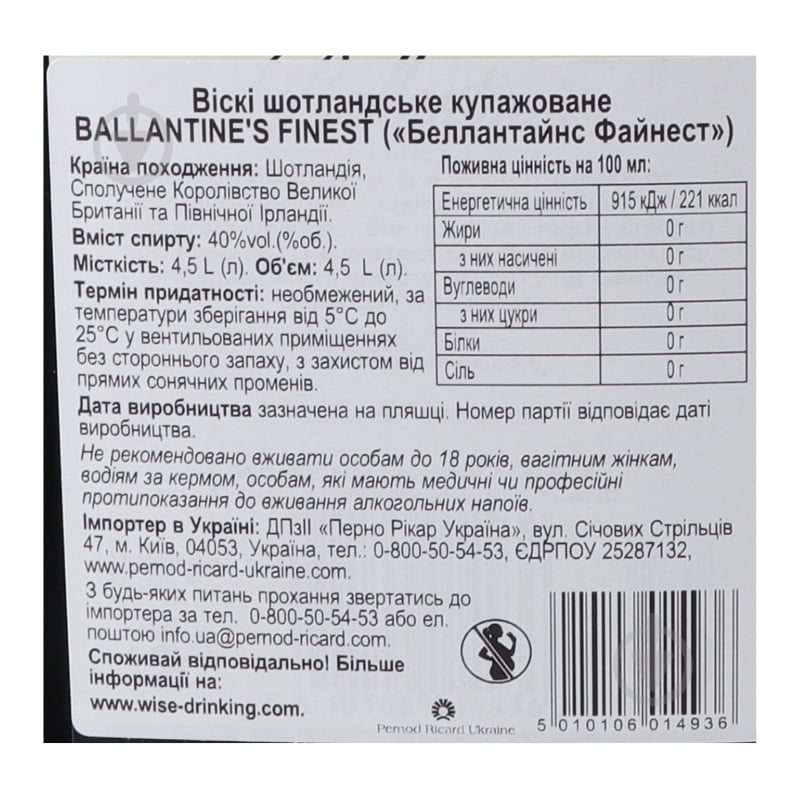 Віскі шотландське купажоване
BALLANTINE'S FINEST («Беллантайнс Файнест»)
Країна походження: Шотландія,
Сполучене Королівство Великої
Британії та Північної Ірландії.
Вміст спирту: 40%vol.(%об.).
Місткість: 4,5 L (л). Об'єм: 4,5 L (л).
Термін придатності: необмежений, за
температури зберігання від 5°C до
25°C у вентильованих приміщеннях
без стороннього запаху, з захистом від
прямих сонячних променів.
Поживна цінність на 100 мл:
Енергетична цінність 915 кДж / 221 ккал
Жири 0 г
з них насичені 0 г
Вуглеводи 0 г
з них цукри 0 г
Білки 0 г
Сіль 0 г
Дата виробництва зазначена на пляшці. Номер партії відповідає даті
виробництва.
Не рекомендовано вживати особам до 18 років, вагітним жінкам,
водіям за кермом, особам, які мають медичні чи професійні
протипоказання до вживання алкогольних напоїв.
Імпортер в Україні: ДПзІІ «Перно Рікар Україна», вул. Січових Стрільців
47, м. Київ, 04053, Україна, тел.: 0-800-50-54-53, ЄДРПОУ 25287132,
www.pernod-ricard-ukraine.com.
З будь-яких питань прохання звертатись до
імпортера за тел. 0-800-50-54-53 або ел.
поштою info.ua@pernod-ricard.com.
Споживай відповідально! Більше
інформації на:
www.wise-drinking.com.
Pernod Ricard Ukraine
5 010106 014936